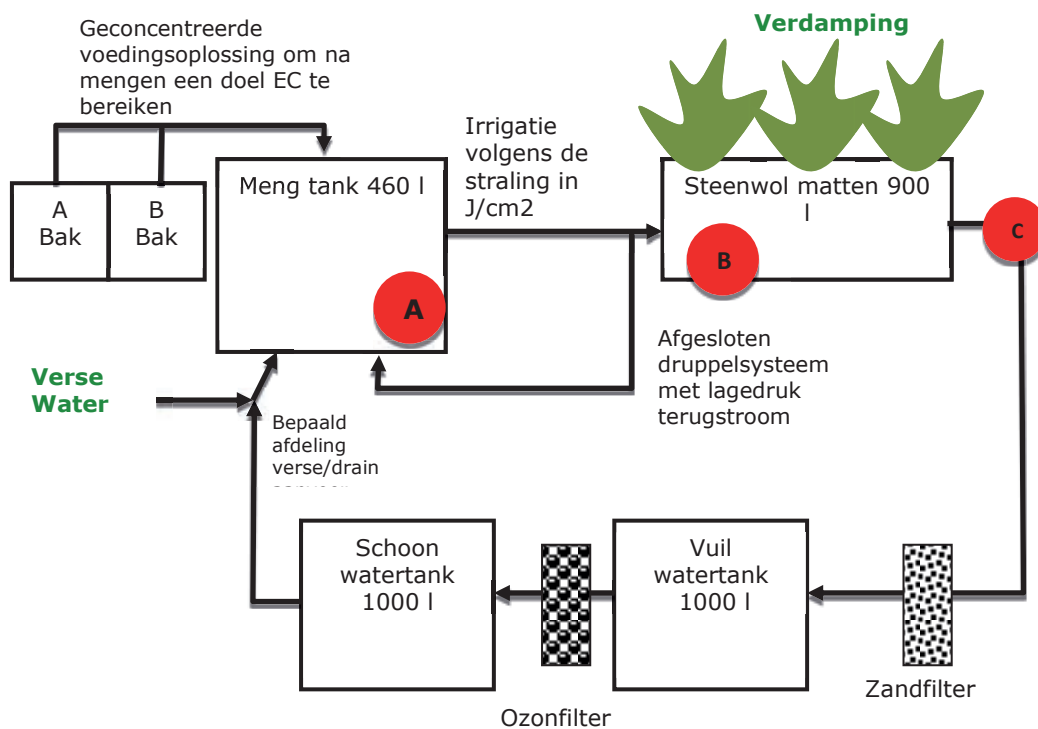 Geconcentreerde
voedingsoplossing om na
mengen een doel EC te
bereiken
Verdamping
A
Bak
B
Bak
Meng tank 460 l
A
Irrigatie
volgens de
straling in
J/cm2
Steenwol matten 900
l
B
C
Afgesloten
druppelsysteem
met lagedruk
terugstroom
Verse
Water
Bepaald
afdeling
verse/drain
Schoon
watertank
1000 l
Ozonfilter
Vuil
watertank
1000 l
Zandfilter